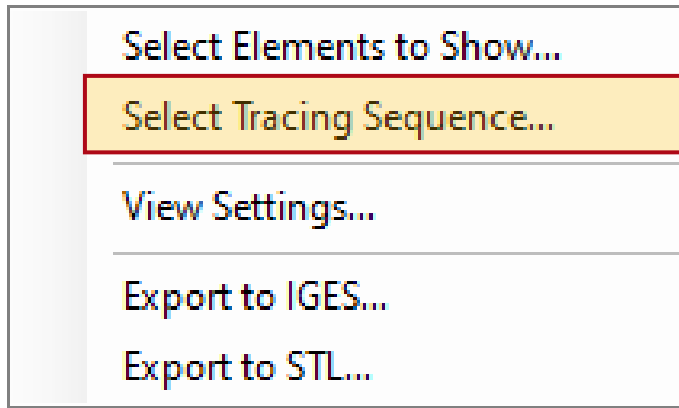 Select Elements to Show...
Select Tracing Sequence...
View Settings...
Export to IGES...
Export to STL...